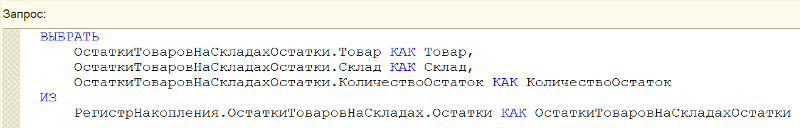 Запрос:
ВЫБРАТЬ
ОстаткиТоваровНаСкладахОстатки.Товар КАК Товар,
ОстаткиТоваровНаСкладахОстатки.Склад КАК Склад,
ОстаткиТоваровНаСкладахОстатки.КоличествоОстаток КАК КоличествоОстаток
ИЗ
РегистрНакопления.ОстаткиТоваровНаСкладах.Остатки КАК ОстаткиТоваровНаСкладахОстатки